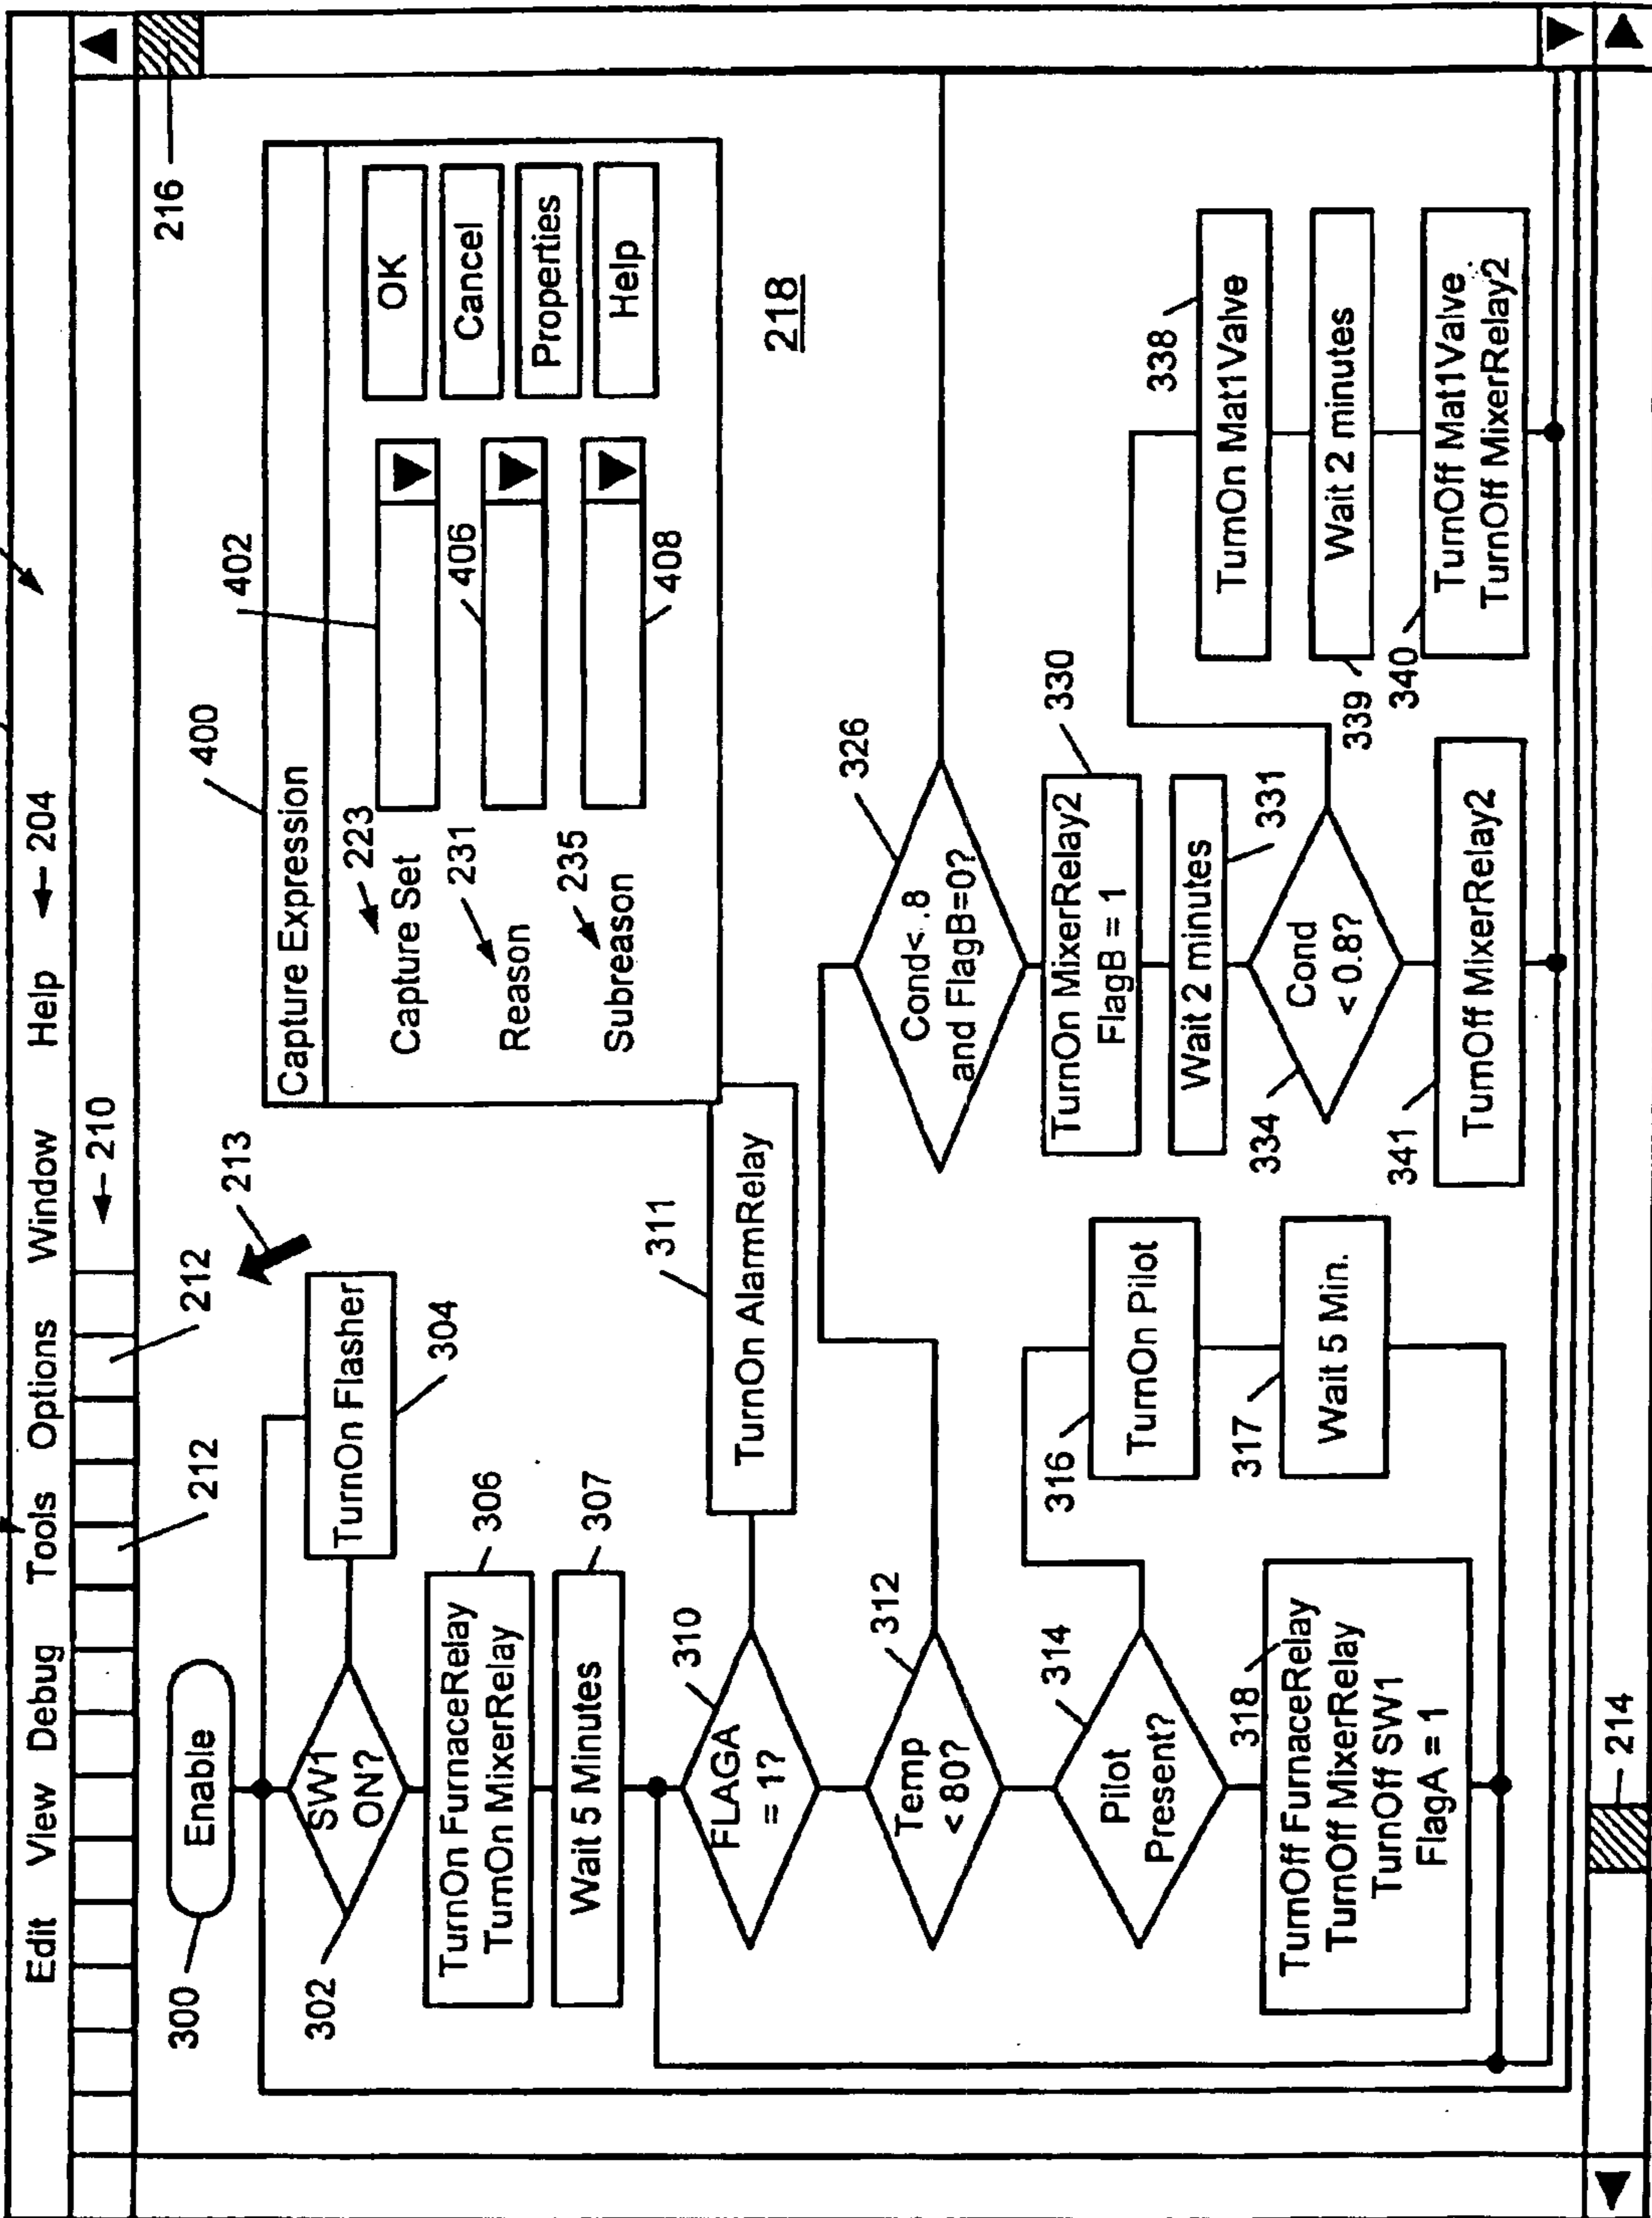 Edit View Debug Tools Options Window Help 204
210
212
212
213
216
300
Enable
302
SW1
ON?
TurnOn Flasher
304
TurnOn FurnaceRelay
TurnOn MixerRelay
306
Wait 5 Minutes
307
400
Capture Expression
402
223
Capture Set
OK
231
406
Reason
Cancel
235
Subreason
408
Properties
Help
218
310
FLAGA
= 1?
311
TurnOn AlarmRelay
312
Temp
< 80?
314
Pilot
Present?
316
TurnOn Pilot
317
Wait 5 Min.
318
TurnOff FurnaceRelay
TurnOff MixerRelay
TurnOff SW1
FlagA = 1
326
Cond<.8
and FlagB=0?
330
TurnOn MixerRelay2
FlagB = 1
Wait 2 minutes
331
334
Cond
< 0.8?
338
TurnOn Mat1Valve
339
Wait 2 minutes
340
TurnOff Mat1Valve
TurnOff MixerRelay2
341
TurnOff MixerRelay2
214